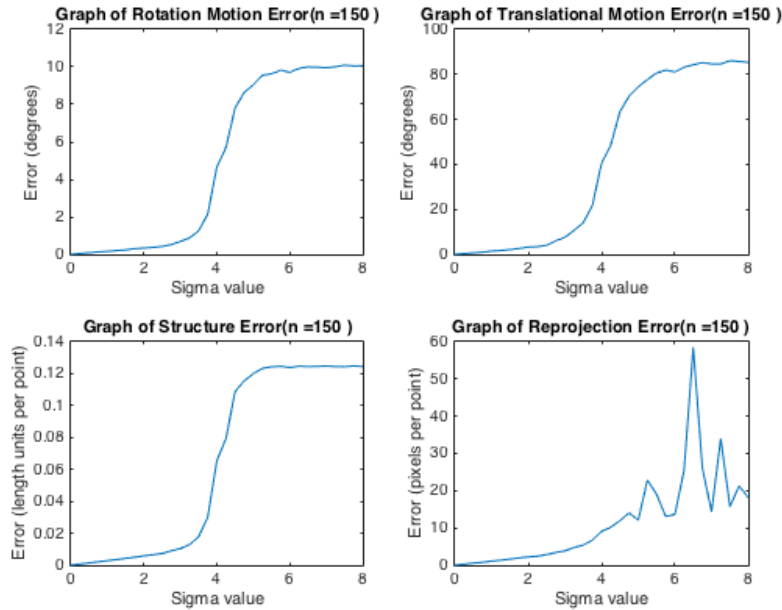 Graph of Rotation Motion Error(n =150 )
12
10
8
6
4
2
0
Error (degrees)
0 2 4 6 8
Sigma value
Graph of Translational Motion Error(n =150 )
100
80
60
40
20
0
Error (degrees)
0 2 4 6 8
Sigma value
Graph of Structure Error(n =150 )
0.14
0.12
0.1
0.08
0.06
0.04
0.02
0
Error (length units per point)
0 2 4 6 8
Sigma value
Graph of Reprojection Error(n =150 )
60
50
40
30
20
10
0
Error (pixels per point)
0 2 4 6 8
Sigma value